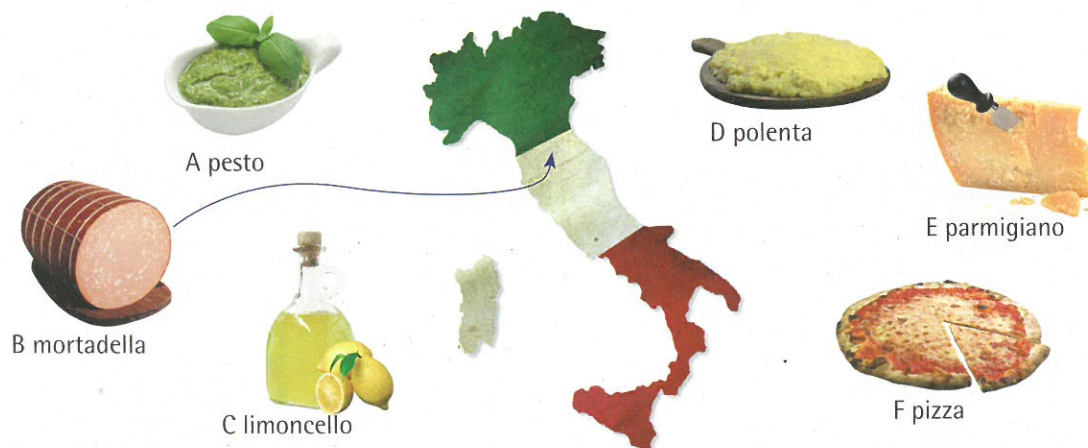 A pesto
B mortadella
C limoncello
D polenta
E parmigiano
F pizza